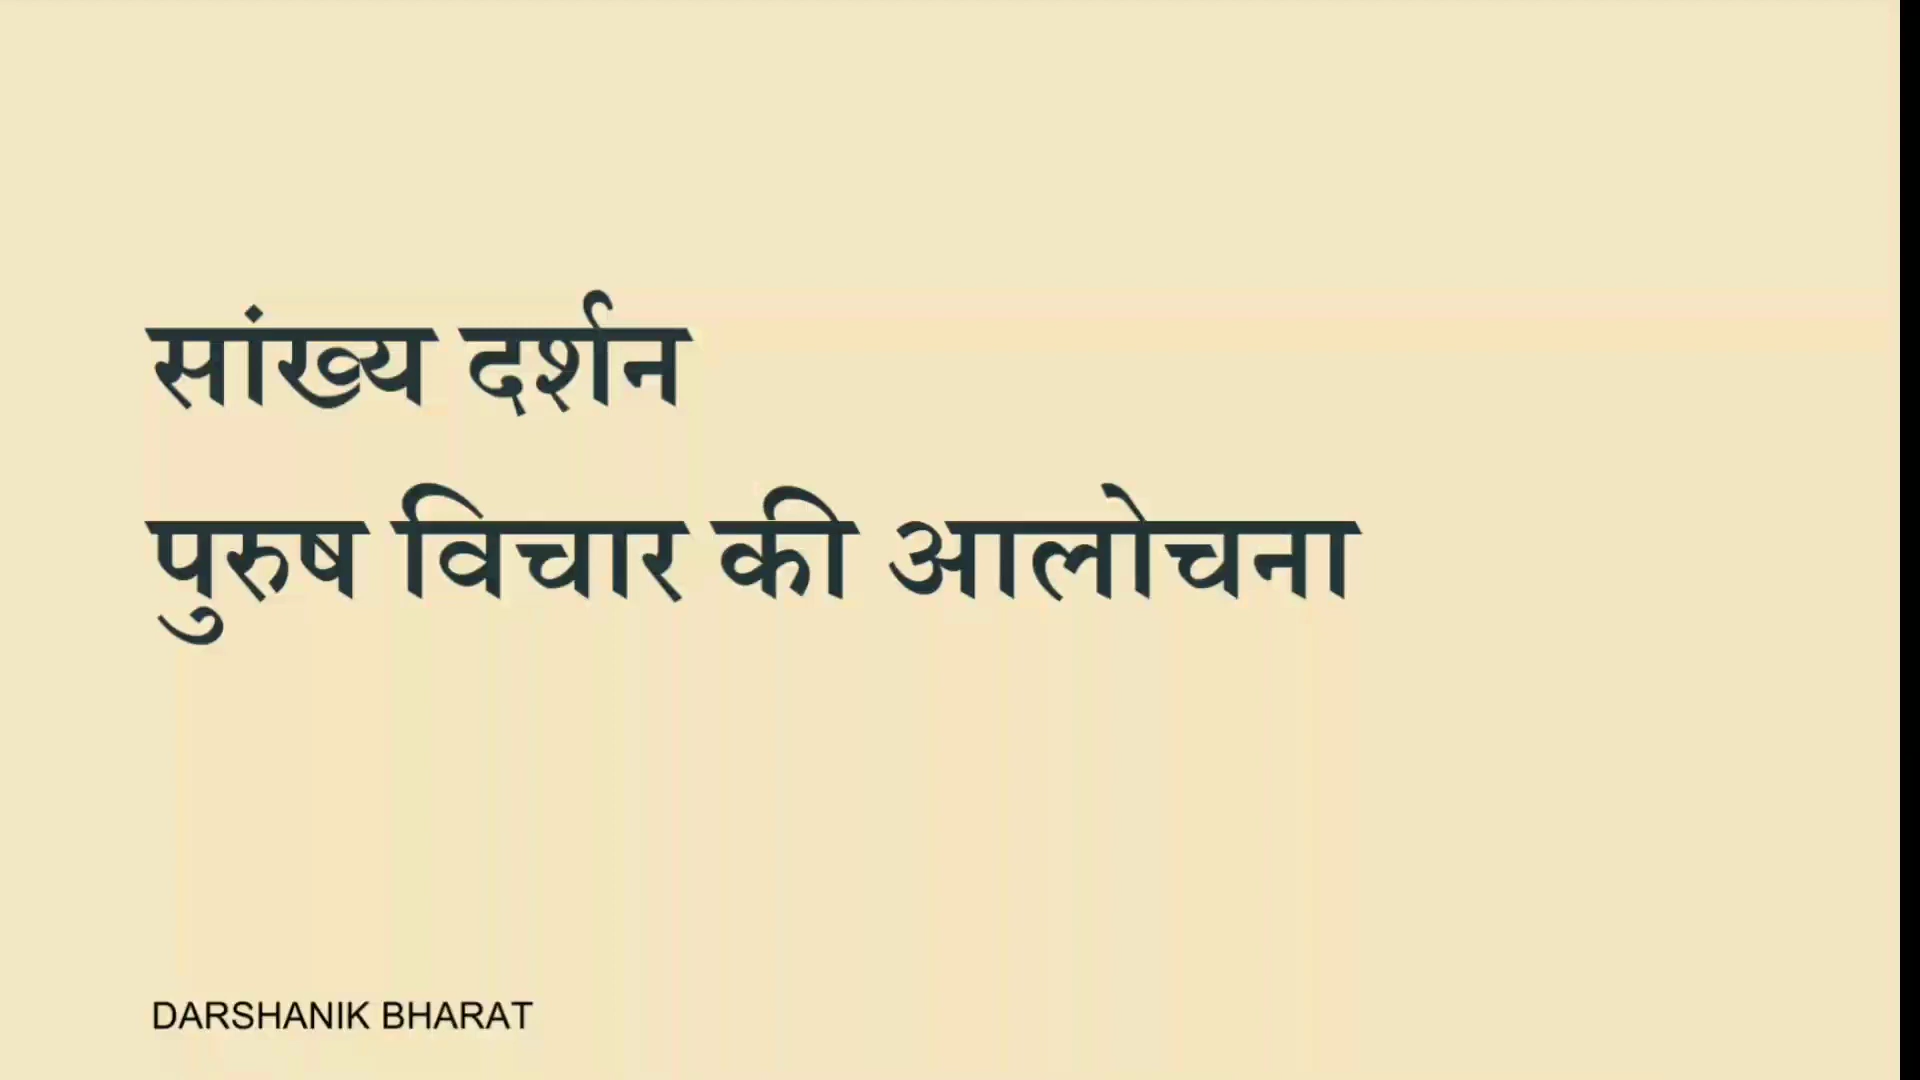 सांख्य दर्शन
पुरुष विचार की आलोचना
DARSHANIK BHARAT